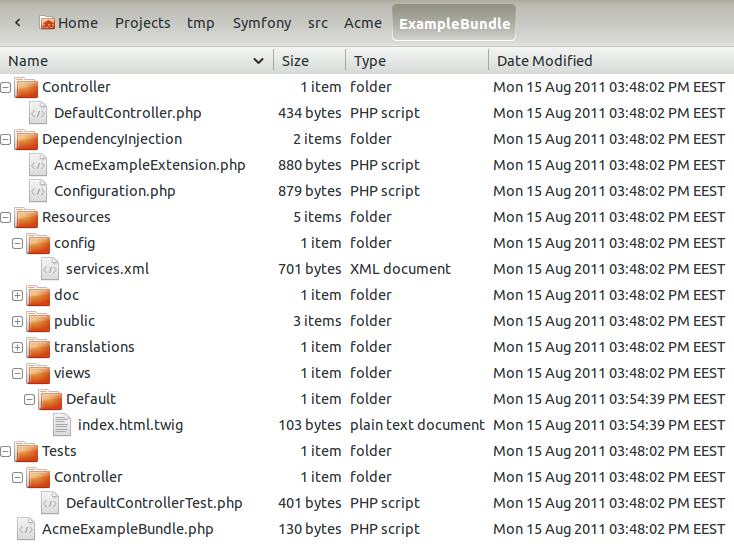 Home Projects tmp Symfony src Acme ExampleBundle
Name Size Type Date Modified
Controller 1 item folder Mon 15 Aug 2011 03:48:02 PM EEST
DefaultController.php 434 bytes PHP script Mon 15 Aug 2011 03:48:02 PM EEST
DependencyInjection 2 items folder Mon 15 Aug 2011 03:48:02 PM EEST
AcmeExampleExtension.php 880 bytes PHP script Mon 15 Aug 2011 03:48:02 PM EEST
Configuration.php 879 bytes PHP script Mon 15 Aug 2011 03:48:02 PM EEST
Resources 5 items folder Mon 15 Aug 2011 03:48:02 PM EEST
config 1 item folder Mon 15 Aug 2011 03:48:02 PM EEST
services.xml 701 bytes XML document Mon 15 Aug 2011 03:48:02 PM EEST
doc 1 item folder Mon 15 Aug 2011 03:48:02 PM EEST
public 3 items folder Mon 15 Aug 2011 03:48:02 PM EEST
translations 1 item folder Mon 15 Aug 2011 03:48:02 PM EEST
views 1 item folder Mon 15 Aug 2011 03:48:02 PM EEST
Default 1 item folder Mon 15 Aug 2011 03:54:39 PM EEST
index.html.twig 103 bytes plain text document Mon 15 Aug 2011 03:54:39 PM EEST
Tests 1 item folder Mon 15 Aug 2011 03:48:02 PM EEST
Controller 1 item folder Mon 15 Aug 2011 03:48:02 PM EEST
DefaultControllerTest.php 401 bytes PHP script Mon 15 Aug 2011 03:48:02 PM EEST
AcmeExampleBundle.php 130 bytes PHP script Mon 15 Aug 2011 03:48:02 PM EEST